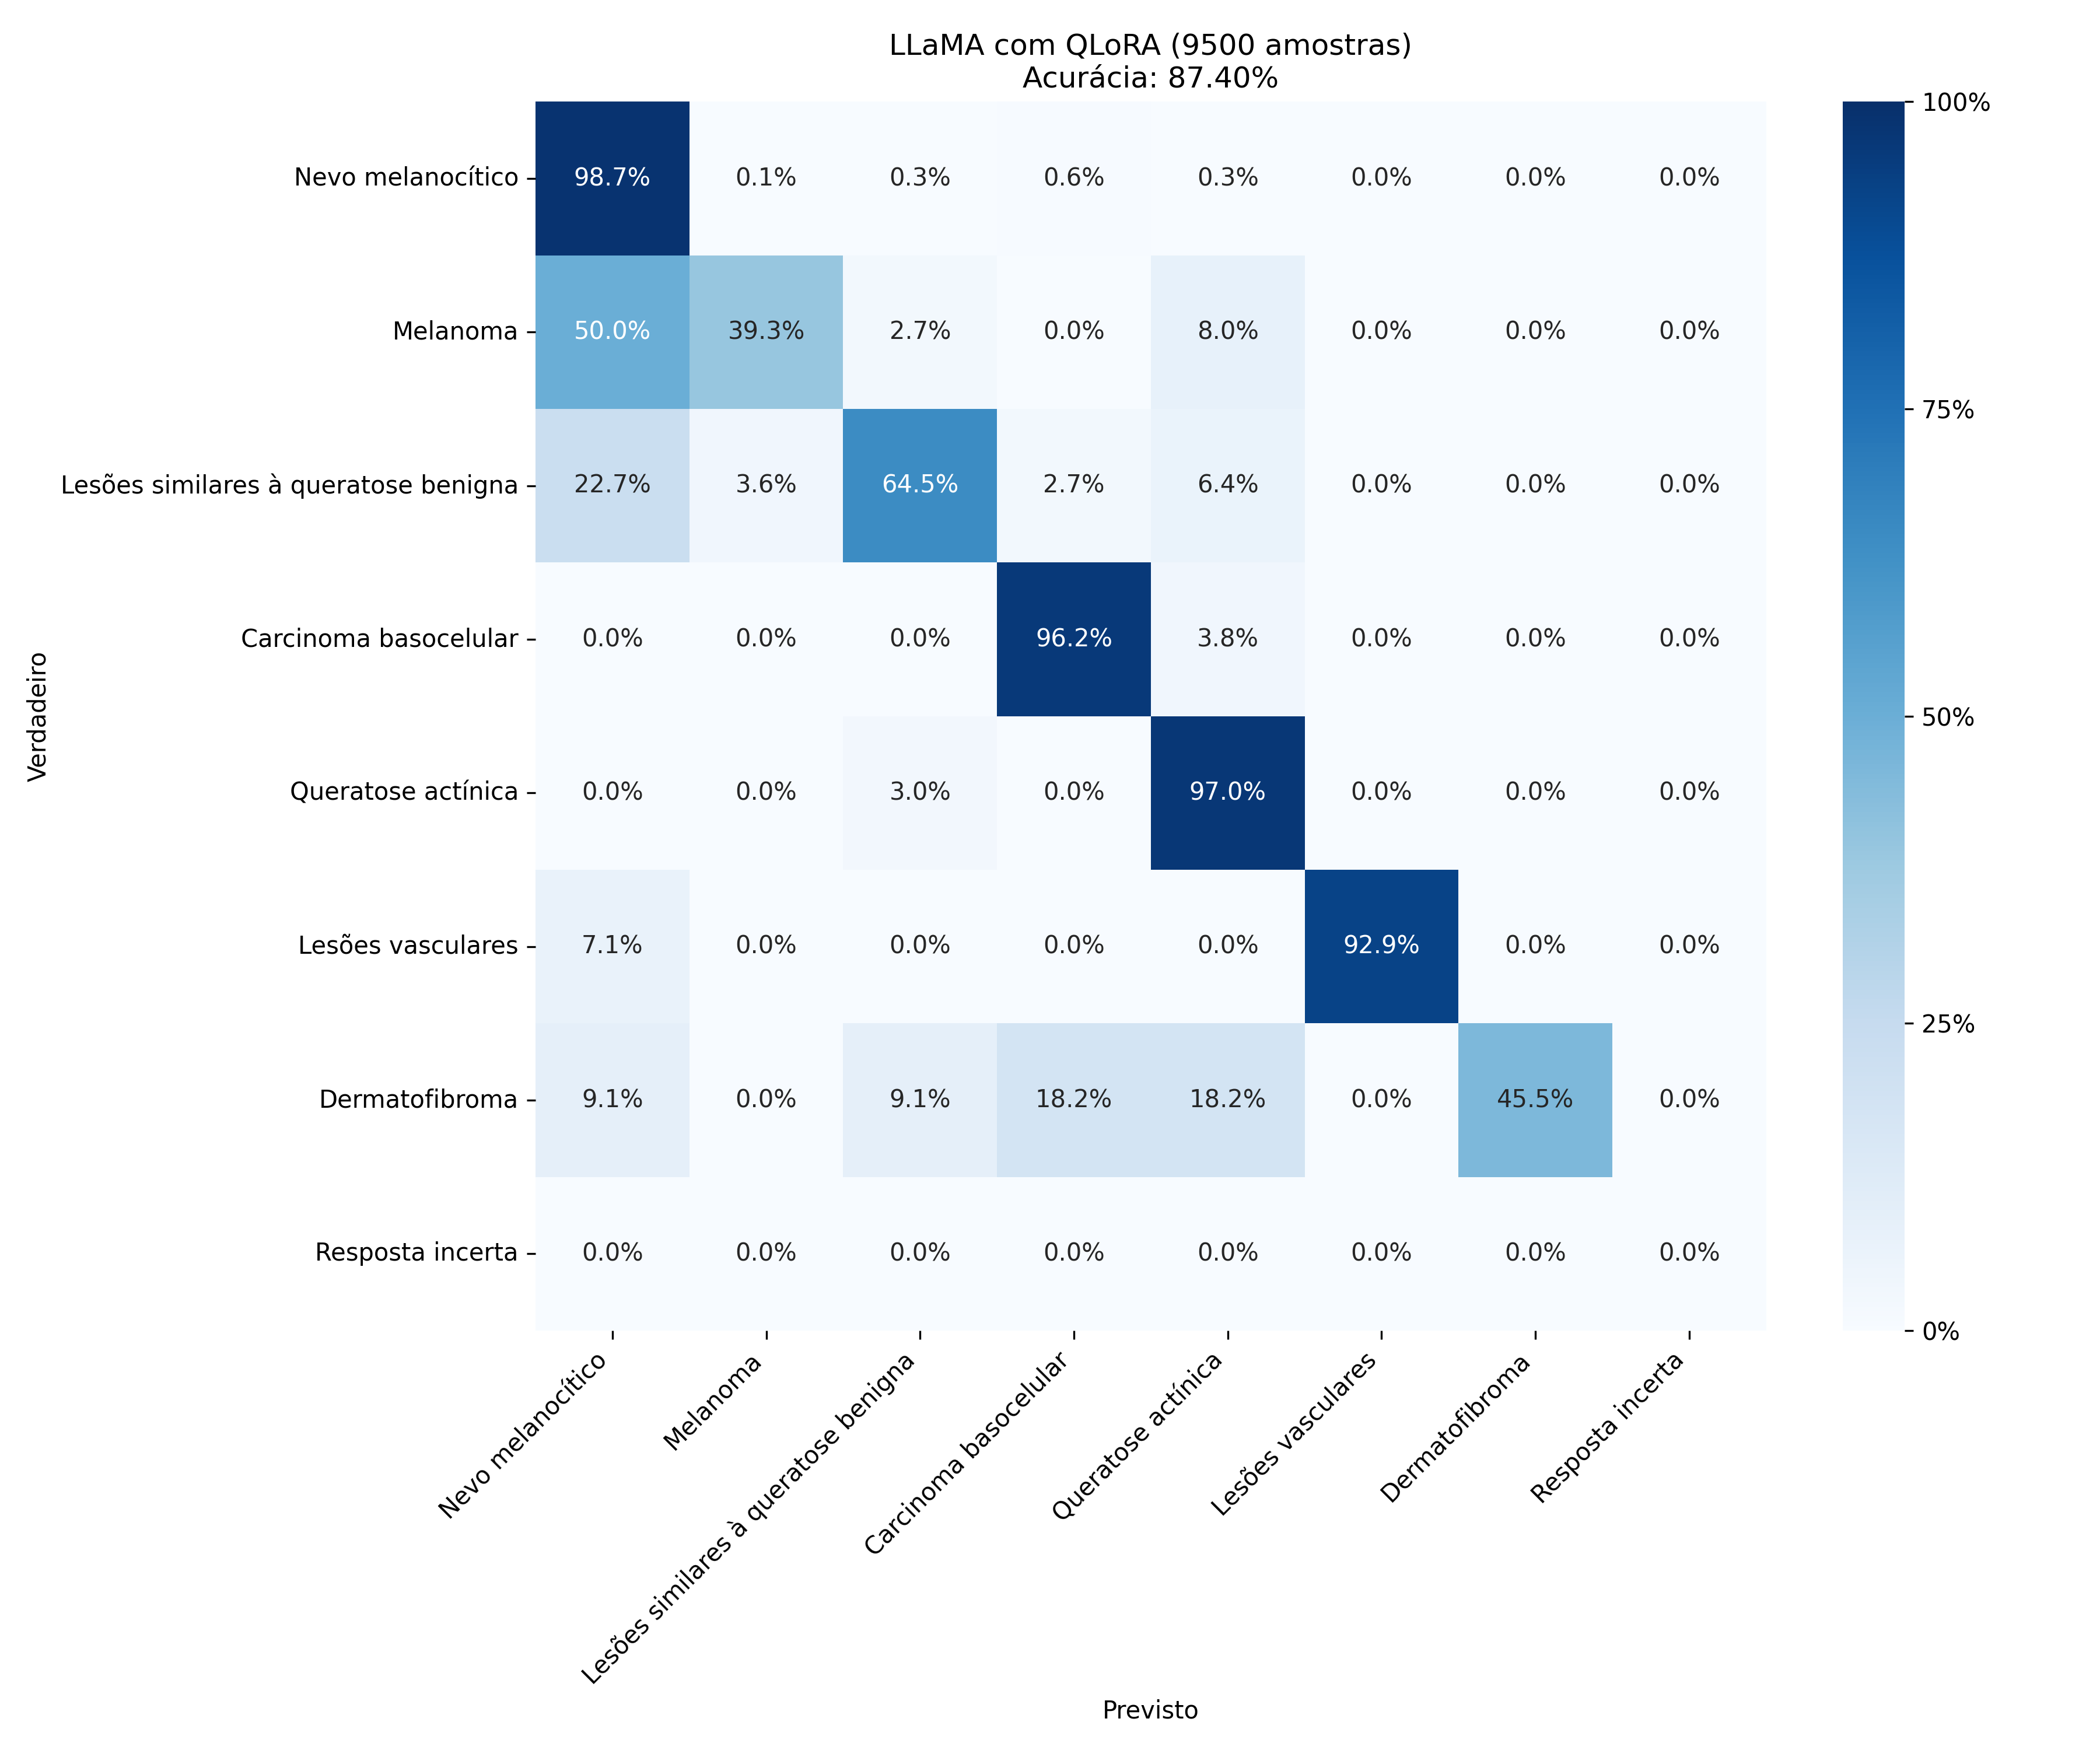 LLaMA com QLoRA (9500 amostras)
Acurácia: 87.40%
Verdadeiro
Nevo melanocítico 98.7% 0.1% 0.3% 0.6% 0.3% 0.0% 0.0% 0.0%
Melanoma 50.0% 39.3% 2.7% 0.0% 8.0% 0.0% 0.0% 0.0%
Lesões similares à queratose benigna 22.7% 3.6% 64.5% 2.7% 6.4% 0.0% 0.0% 0.0%
Carcinoma basocelular 0.0% 0.0% 0.0% 96.2% 3.8% 0.0% 0.0% 0.0%
Queratose actínica 0.0% 0.0% 3.0% 0.0% 97.0% 0.0% 0.0% 0.0%
Lesões vasculares 7.1% 0.0% 0.0% 0.0% 0.0% 92.9% 0.0% 0.0%
Dermatofibroma 9.1% 0.0% 9.1% 18.2% 18.2% 0.0% 45.5% 0.0%
Resposta incerta 0.0% 0.0% 0.0% 0.0% 0.0% 0.0% 0.0% 0.0%
Nevo melanocítico
Melanoma
Lesões similares à queratose benigna
Carcinoma basocelular
Queratose actínica
Lesões vasculares
Dermatofibroma
Resposta incerta
Previsto
100%
75%
50%
25%
0%